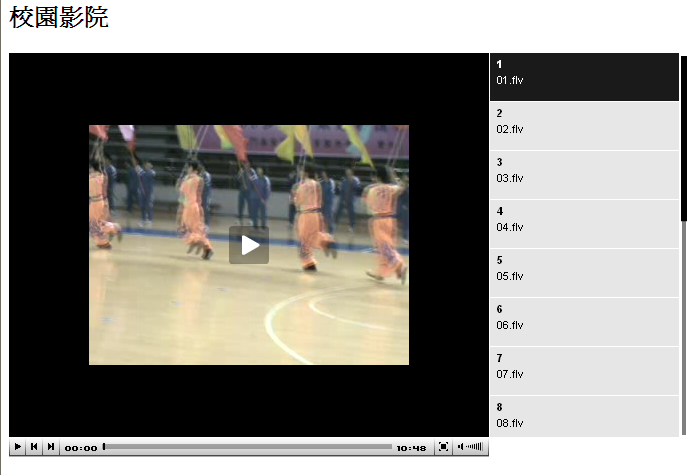 校園影院
1
01.flv
2
02.flv
3
03.flv
4
04.flv
5
05.flv
6
06.flv
7
07.flv
8
08.flv
00:00
10:48